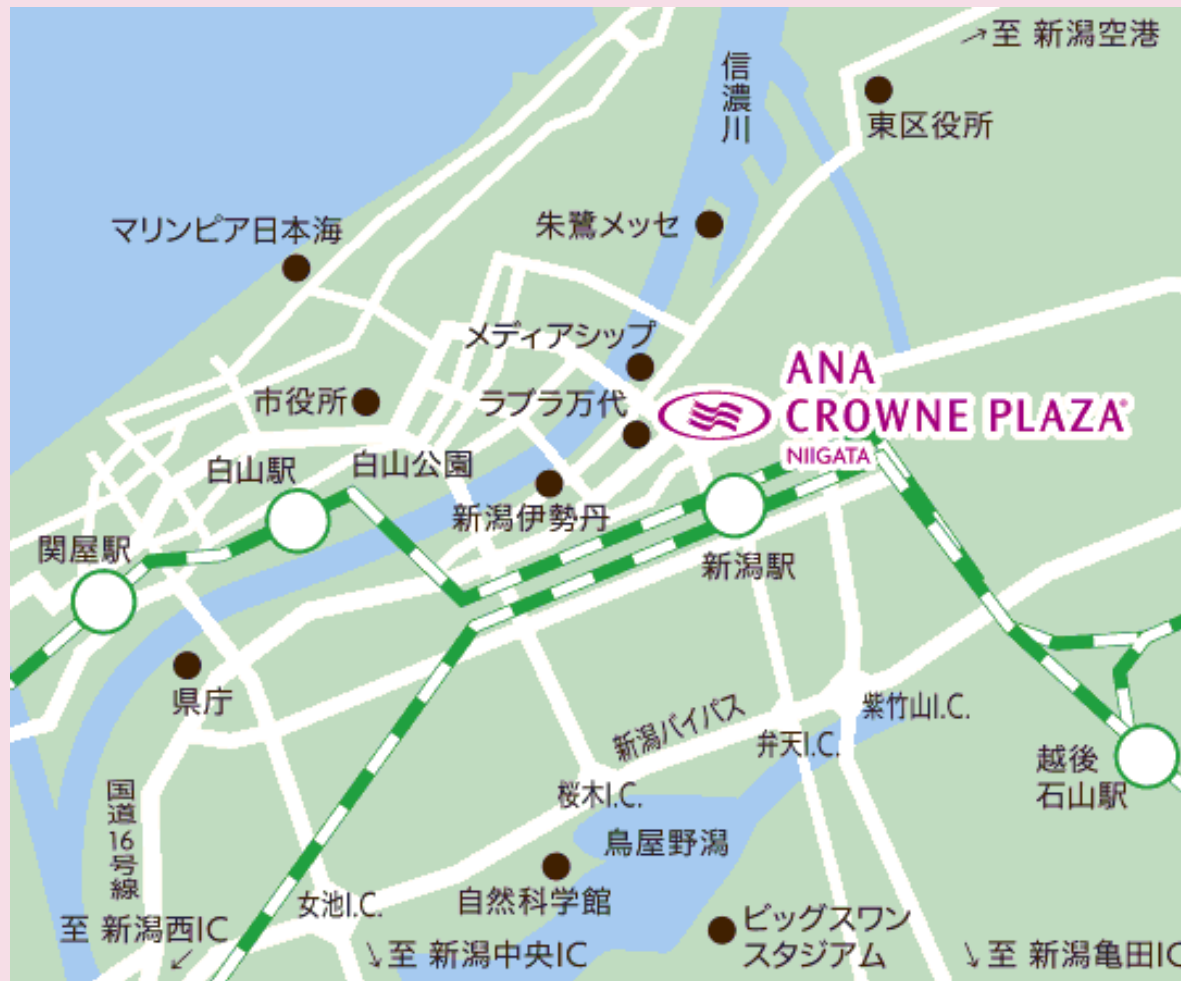 →至 新潟空港
信濃川
東区役所
朱鷺メッセ
マリンピア日本海
メディアシップ
ANA
CROWNE PLAZA
NIIGATA
市役所
ラブラ万代
白山駅
白山公園
新潟伊勢丹
関屋駅
新潟駅
県庁
紫竹山I.C.
新潟バイパス
弁天I.C.
越後
石山駅
国道16号線
桜木I.C.
鳥屋野潟
自然科学館
女池I.C.
ビッグスワン
スタジアム
至 新潟西IC
↙
↘至 新潟中央IC
↘至 新潟亀田IC